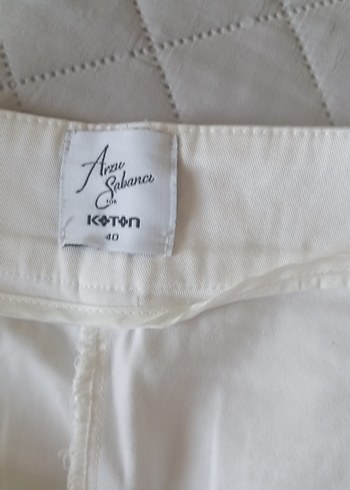 Arzu
Sabancı
FOR
KOTON
40